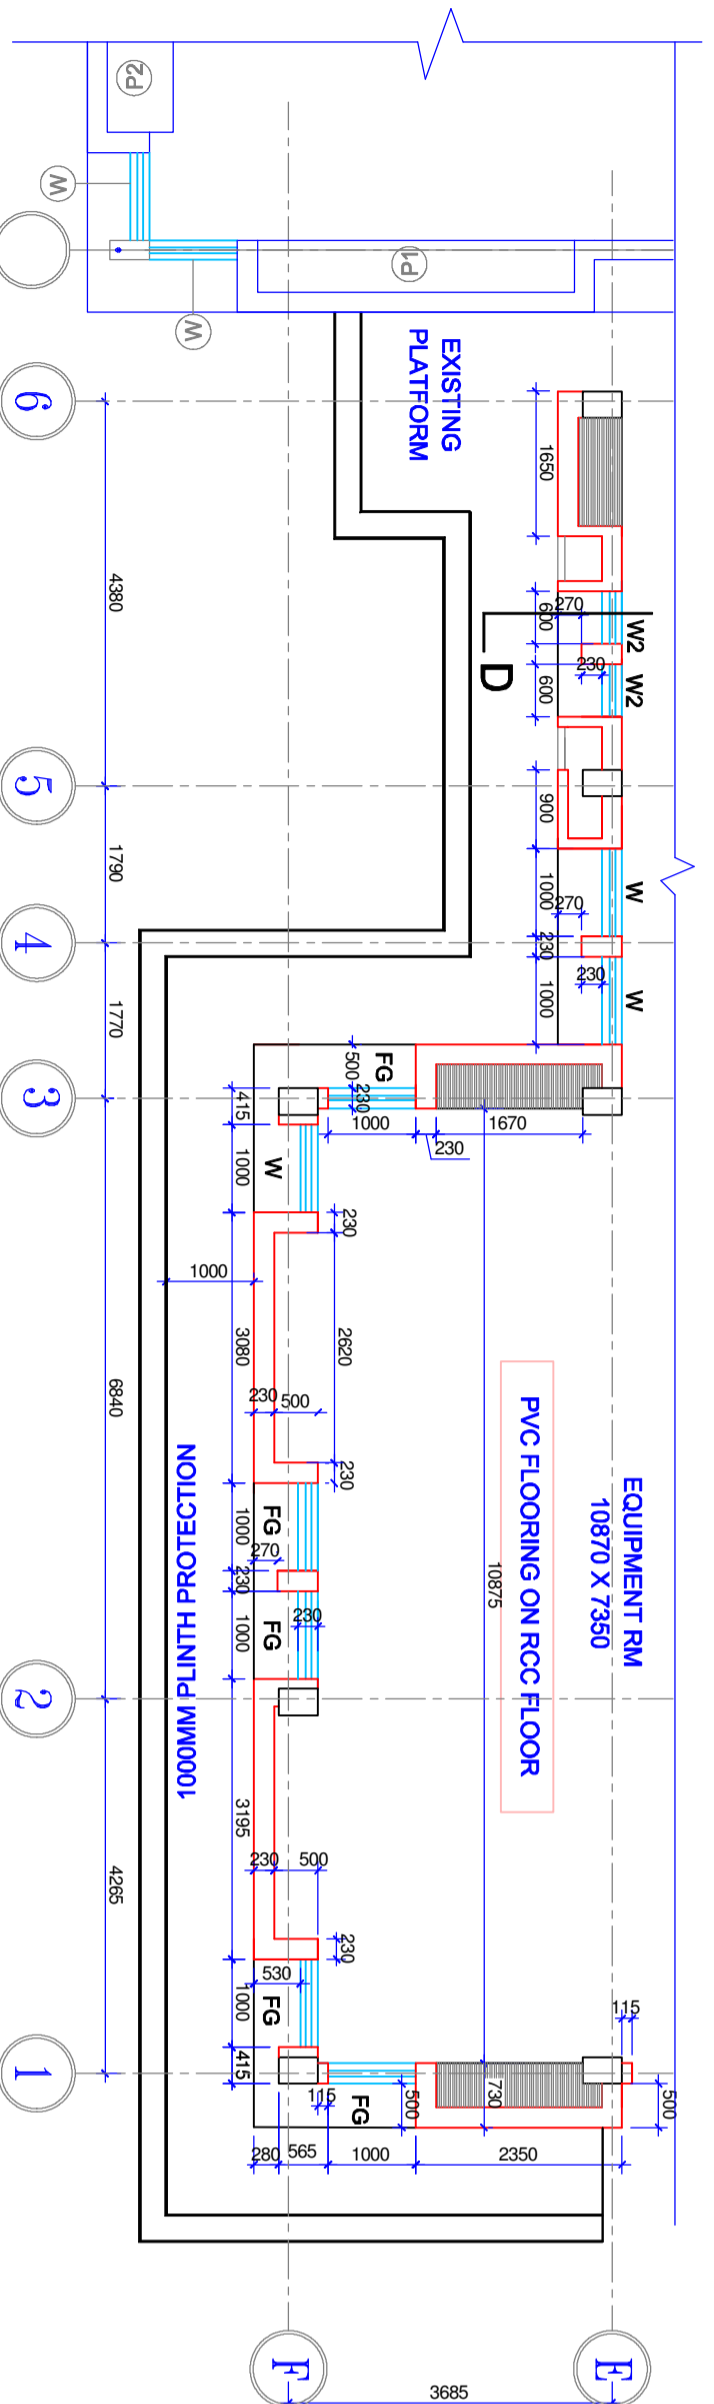 P2
W
W
P1
EXISTING
PLATFORM
6
5
4
3
2
1
4380
1790
1770
6840
4265
1650
270
600
W2
230
W2
600
D
900
1000
270
W
230
230
1000
W
FG
500
230
415
1000
230
1670
1000
W
230
1000
3080
2620
230
500
230
1000MM PLINTH PROTECTION
EQUIPMENT RM
10870 X 7350
PVC FLOORING ON RCC FLOOR
10875
FG
1000
270
230
230
1000
FG
3195
230
500
230
530
1000
FG
415
115
FG
500
730
115
500
280
565
1000
2350
F
E
3685